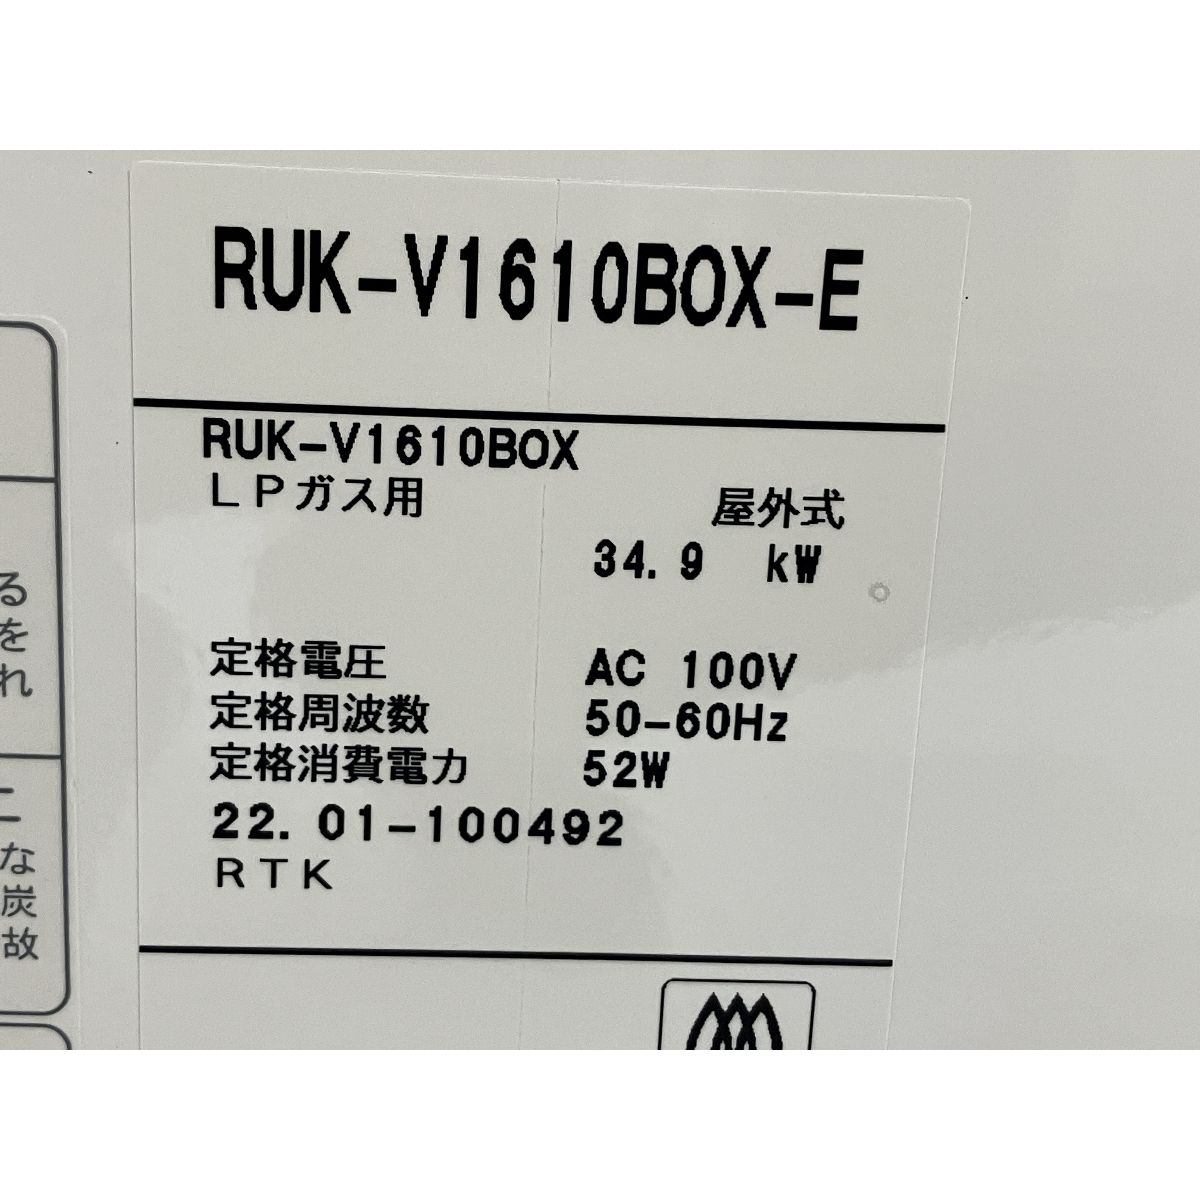 RUK-V1610BOX-E
RUK-V1610BOX
LPガス用
屋外式
34.9 kW
定格電圧 AC 100V
定格周波数 50-60Hz
定格消費電力 52W
22.01-100492
RTK
る
を
れ
な
炭
故